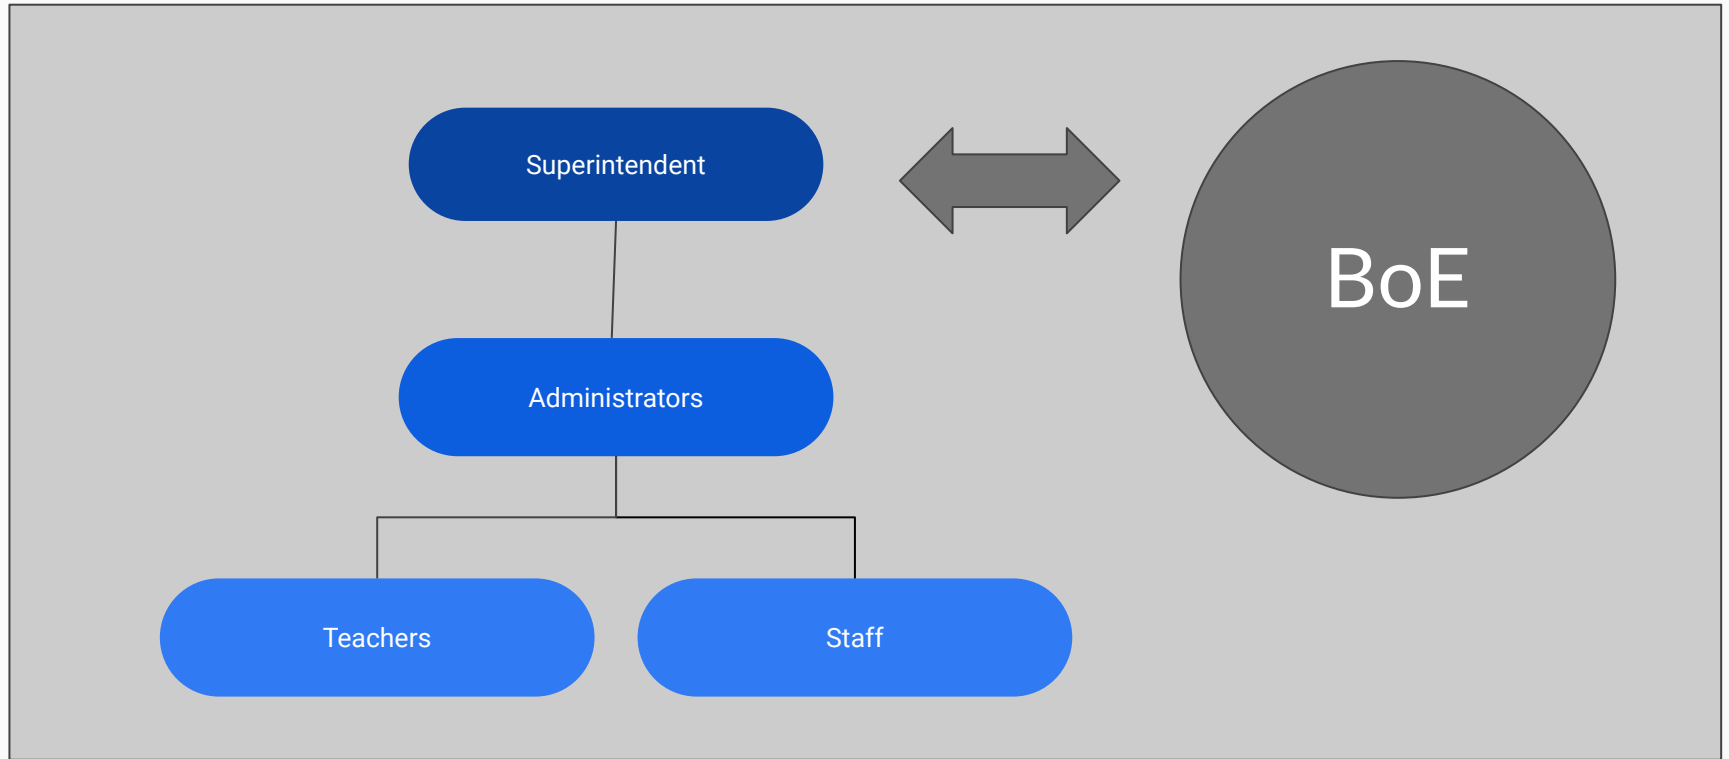 Superintendent
BoE
Administrators
Teachers
Staff